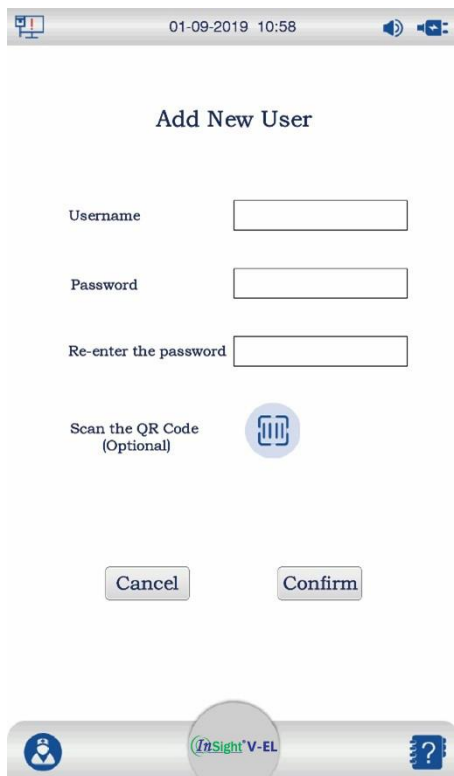 01-09-2019 10:58
Add New User
Username
Password
Re-enter the password
Scan the QR Code
(Optional)
Cancel
Confirm
InSight V-EL